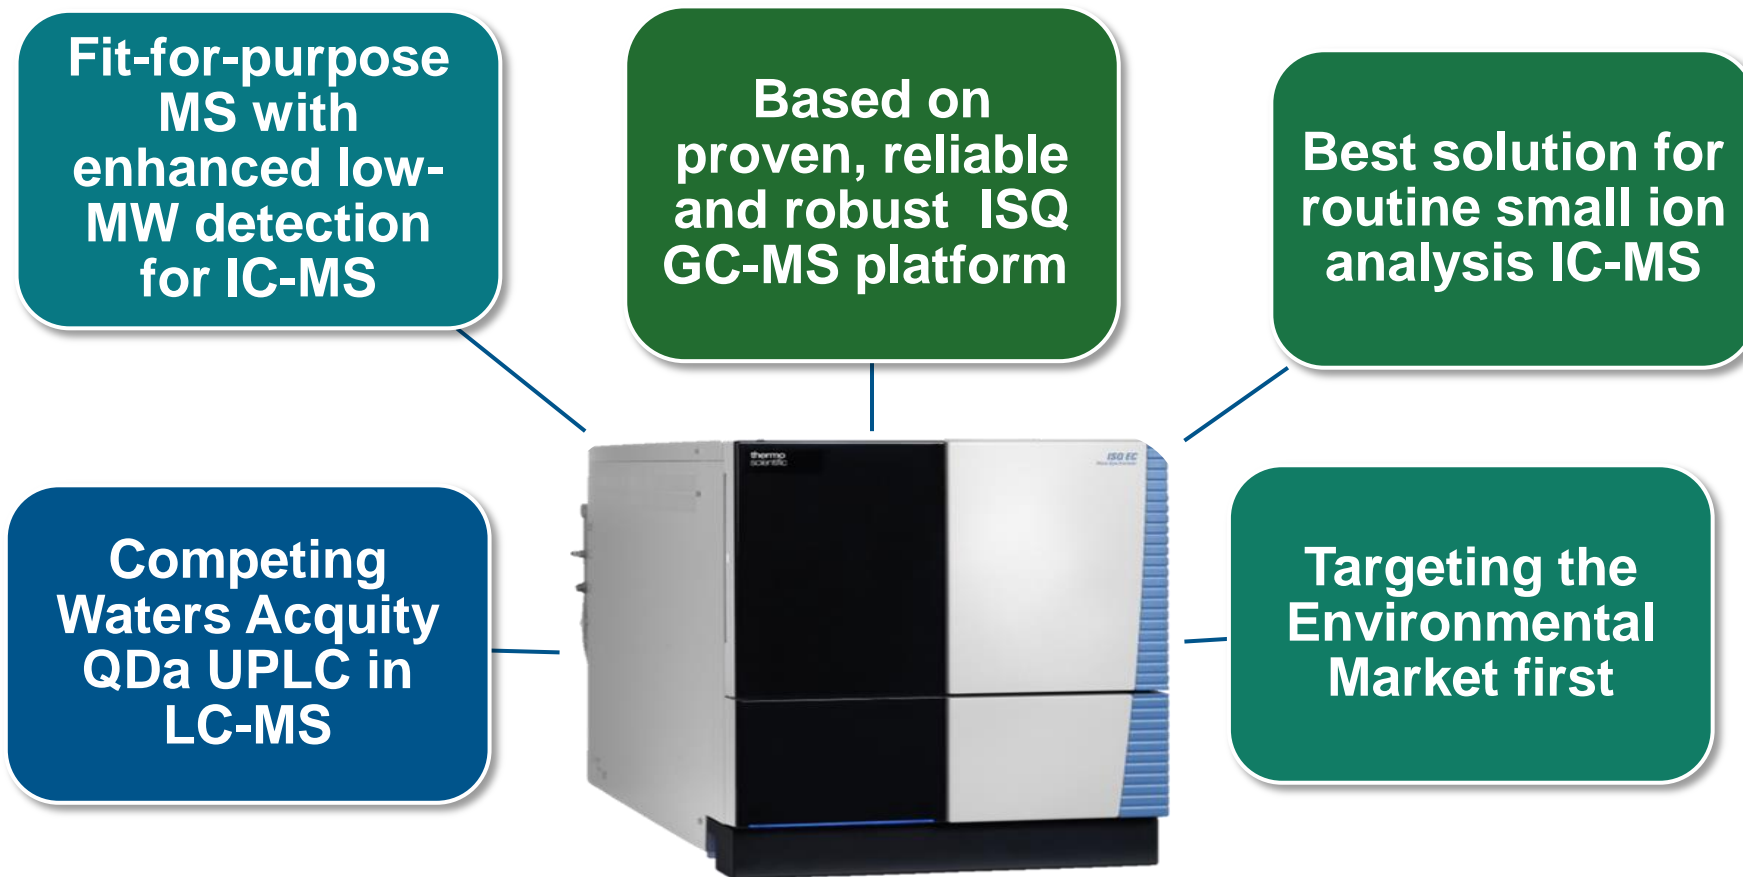 Fit-for-purpose
MS with
enhanced low-
MW detection
for IC-MS
Based on
proven, reliable
and robust ISQ
GC-MS platform
Best solution for
routine small ion
analysis IC-MS
Competing
Waters Acquity
QDa UPLC in
LC-MS
thermo
scientific
ISQ EC
Mass Spectrometer
Targeting the
Environmental
Market first